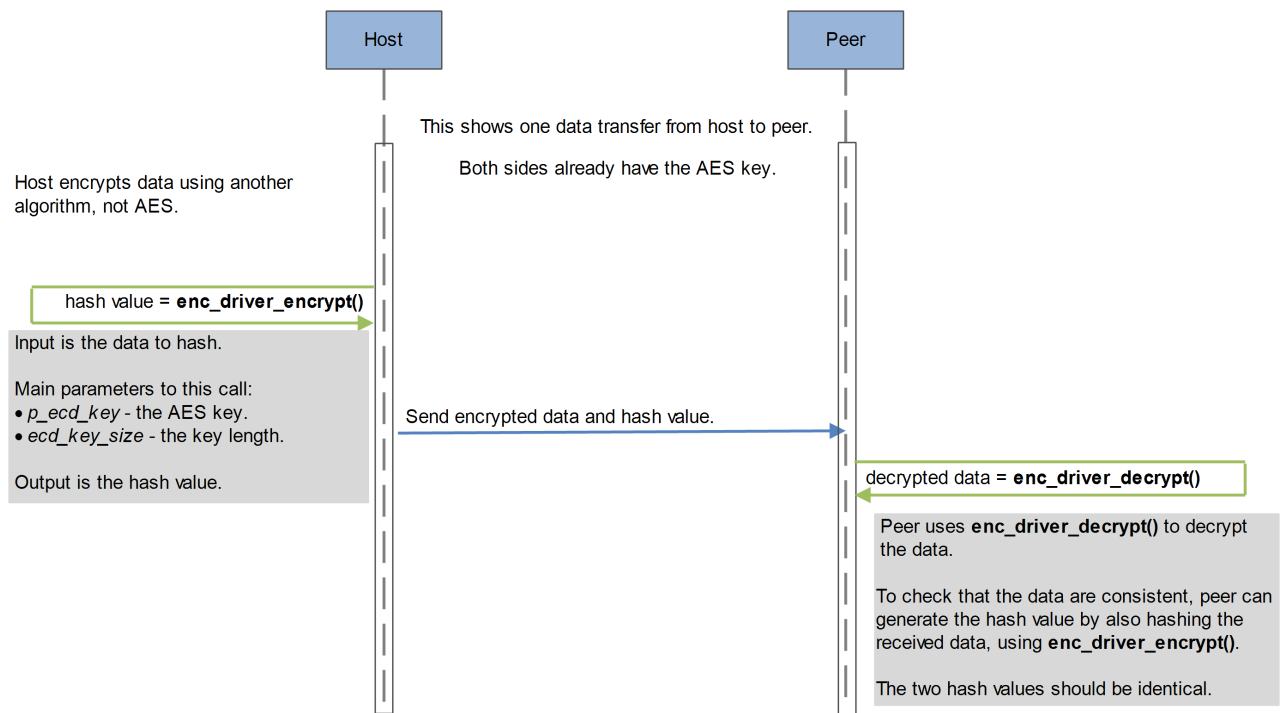 Host
Peer
This shows one data transfer from host to peer.
Both sides already have the AES key.
Host encrypts data using another
algorithm, not AES.
hash value = enc_driver_encrypt()
Input is the data to hash.
Main parameters to this call:
• p_ecd_key - the AES key.
• ecd_key_size - the key length.
Output is the hash value.
Send encrypted data and hash value.
decrypted data = enc_driver_decrypt()
Peer uses enc_driver_decrypt() to decrypt
the data.
To check that the data are consistent, peer can
generate the hash value by also hashing the
received data, using enc_driver_encrypt().
The two hash values should be identical.